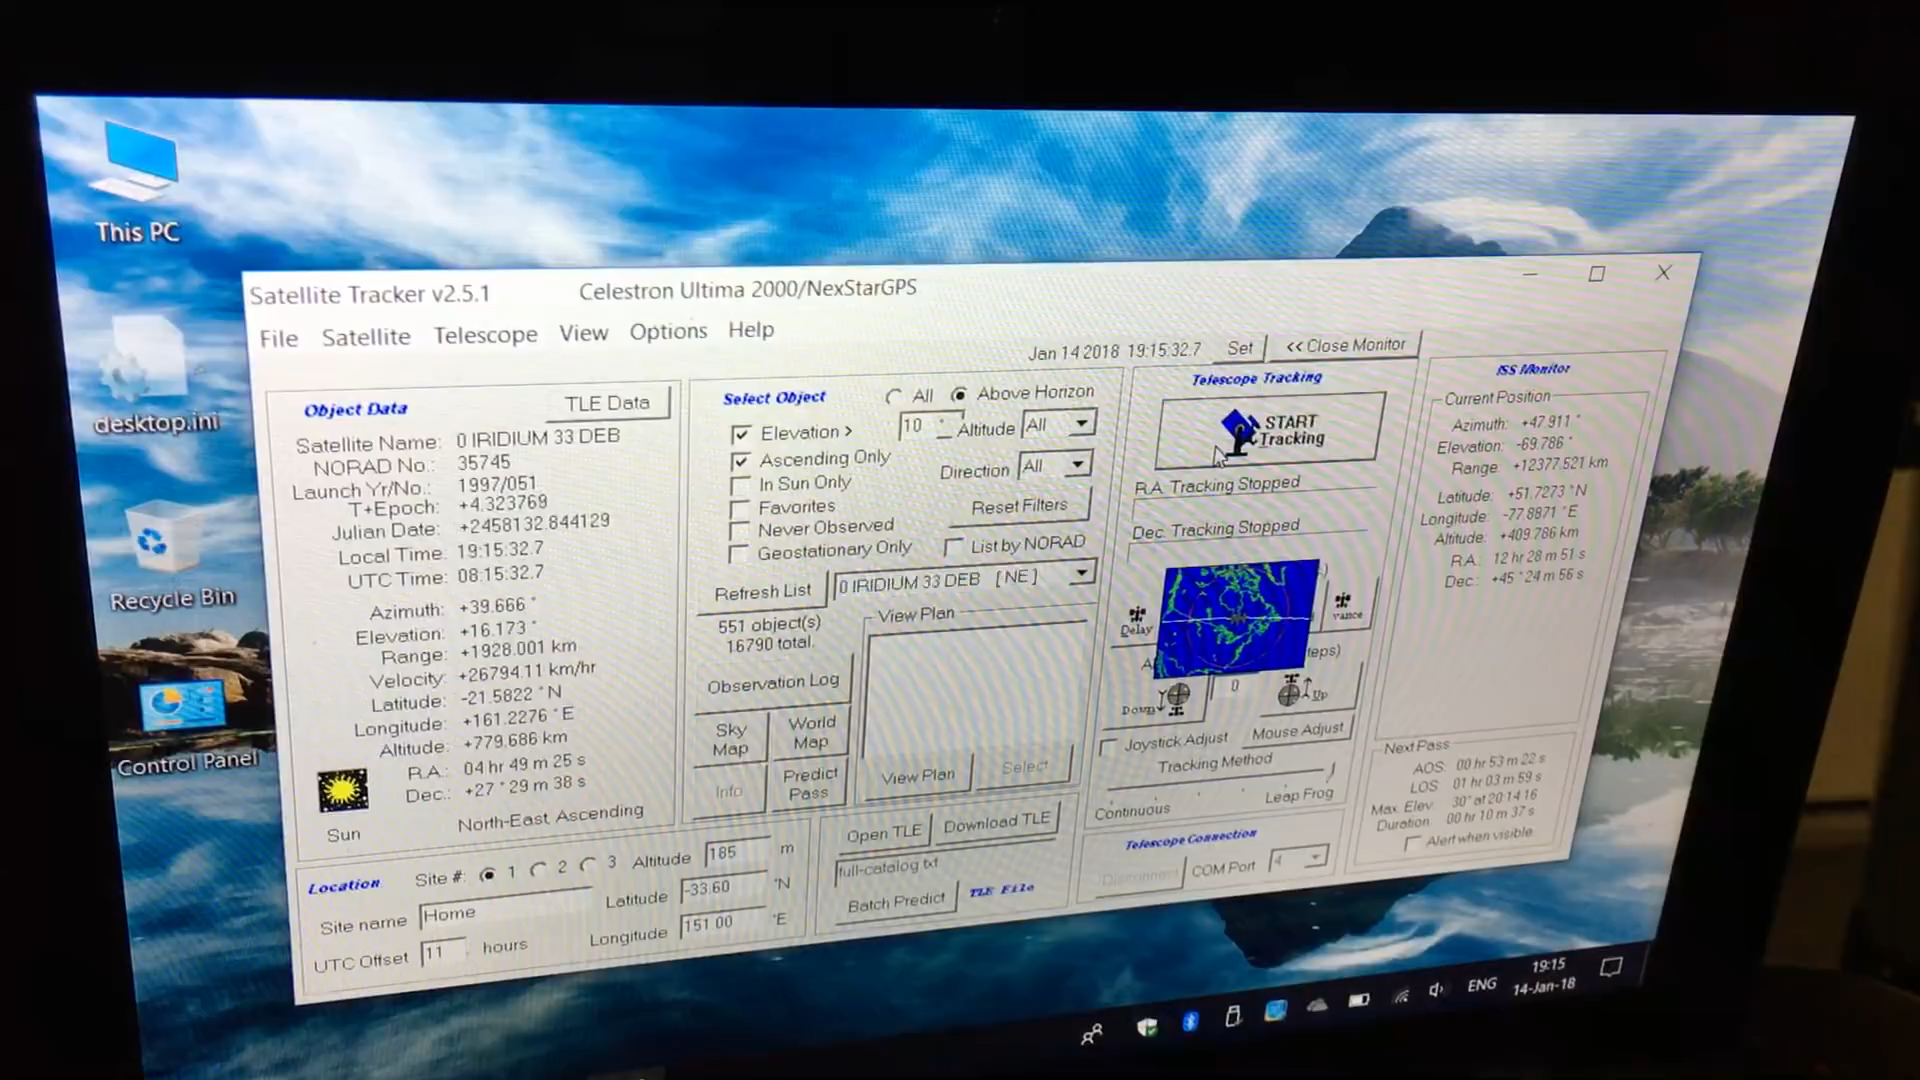 This PC
desktop.ini
Recycle Bin
Control Panel
Satellite Tracker v2.5.1 Celestron Ultima 2000/NexStarGPS
File Satellite Telescope View Options Help
Jan 14 2018 19:15:32.7 Set << Close Monitor
Object Data TLE Data
Satellite Name: 0 IRIDIUM 33 DEB
NORAD No.: 35745
Launch Yr/No.: 1997/051
T+Epoch: +4.323769
Julian Date: +2458132.844129
Local Time: 19:15:32.7
UTC Time: 08:15:32.7
Azimuth: +39.666 °
Elevation: +16.173 °
Range: +1928.001 km
Velocity: +26794.11 km/hr
Latitude: -21.5822 ° N
Longitude: +161.2276 ° E
Altitude: +779.686 km
R.A.: 04 hr 49 m 25 s
Dec.: +27 ° 29 m 38 s
Sun
North-East, Ascending
Select Object All Above Horizon
Elevation > 10 ° Altitude All
Ascending Only
Direction All
In Sun Only
Favorites Reset Filters
Never Observed
Geostationary Only List by NORAD
Refresh List 0 IRIDIUM 33 DEB [ NE ]
551 object(s)
16790 total.
View Plan
Observation Log
Sky Map
World Map
Info
Predict Pass
View Plan Select
Telescope Tracking
START Tracking
R.A. Tracking Stopped
Dec. Tracking Stopped
Delay
vance
teps)
Down 0 Up
Joystick Adjust Mouse Adjust
Tracking Method
Continuous Leap Frog
Telescope Connection
Disconnect COM Port 4
ISS Monitor
Current Position
Azimuth: +47.911 °
Elevation: -69.786 °
Range: +12377.521 km
Latitude: +51.7273 ° N
Longitude: -77.8871 ° E
Altitude: +409.786 km
R.A.: 12 hr 28 m 51 s
Dec.: +45 ° 24 m 56 s
Next Pass
AOS: 00 hr 53 m 22 s
LOS: 01 hr 03 m 59 s
Max. Elev: 30° at 20:14:16
Duration: 00 hr 10 m 37 s
Alert when visible
Location Site #: 1 2 3 Altitude 185 m
Site name Home Latitude -33.60 °N
UTC Offset 11 hours Longitude 151.00 °E
Open TLE Download TLE
full-catalog.txt
Batch Predict TLE File
ENG
19:15
14-Jan-18